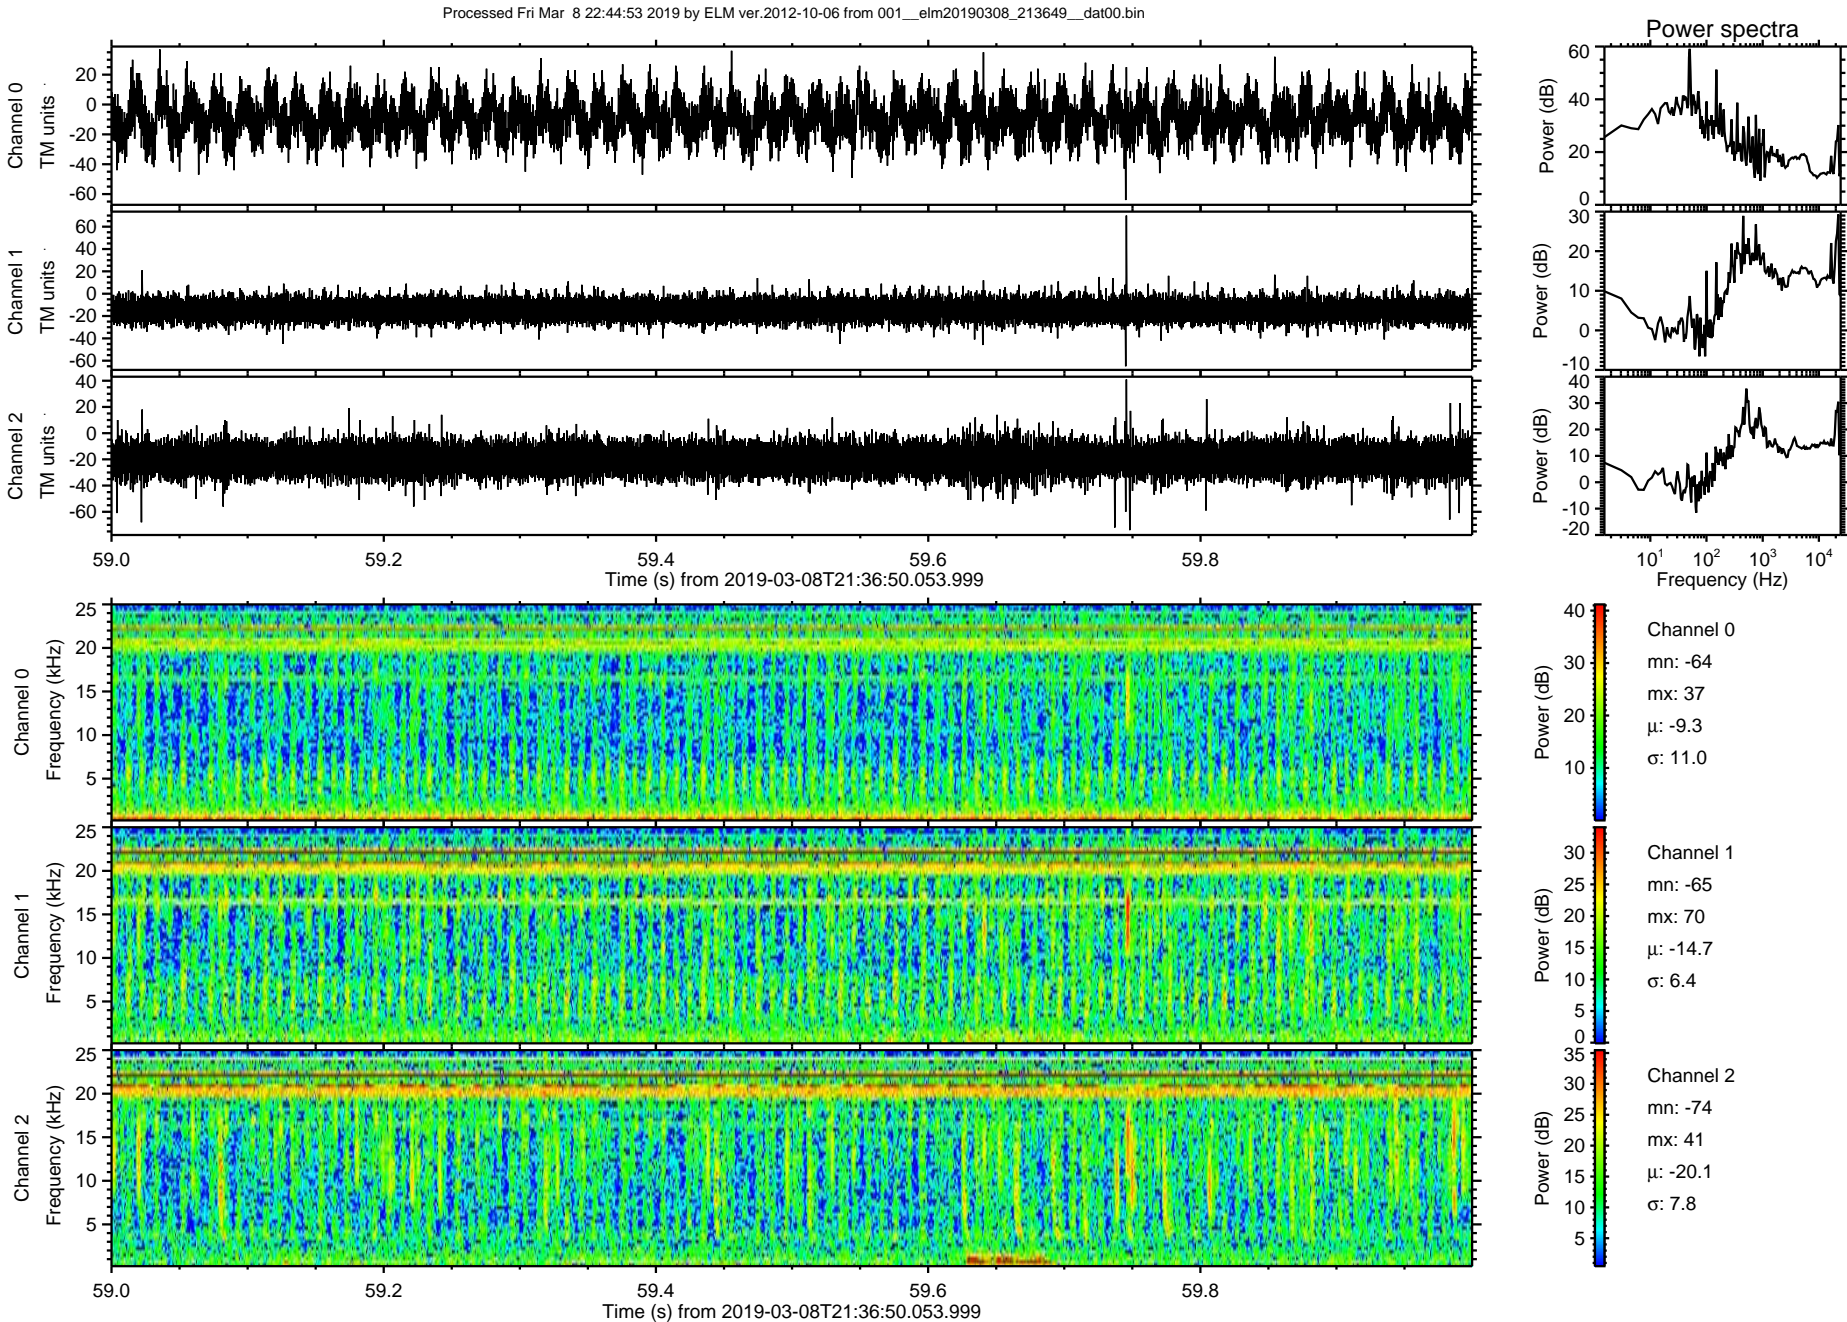 Processed Fri Mar 8 22:44:53 2019 by ELM ver.2012-10-06 from 001__elm20190308_213649__dat00.bin
Power spectra
Channel 0
TM units
20
0
-20
-40
-60
Power (dB)
60
40
20
0
Channel 1
TM units
60
40
20
0
-20
-40
-60
Power (dB)
30
20
10
0
-10
Channel 2
TM units
40
20
0
-20
-40
-60
Power (dB)
40
30
20
10
0
-10
-20
59.0 59.2 59.4 59.6 59.8
Time (s) from 2019-03-08T21:36:50.053.999
10^1 10^2 10^3 10^4
Frequency (Hz)
Channel 0
Frequency (kHz)
25
20
15
10
5
Power (dB)
40
30
20
10
Channel 0
mn: -64
mx: 37
μ: -9.3
σ: 11.0
Channel 1
Frequency (kHz)
25
20
15
10
5
Power (dB)
30
25
20
15
10
5
0
Channel 1
mn: -65
mx: 70
μ: -14.7
σ: 6.4
Channel 2
Frequency (kHz)
25
20
15
10
5
Power (dB)
35
30
25
20
15
10
5
Channel 2
mn: -74
mx: 41
μ: -20.1
σ: 7.8
59.0 59.2 59.4 59.6 59.8
Time (s) from 2019-03-08T21:36:50.053.999